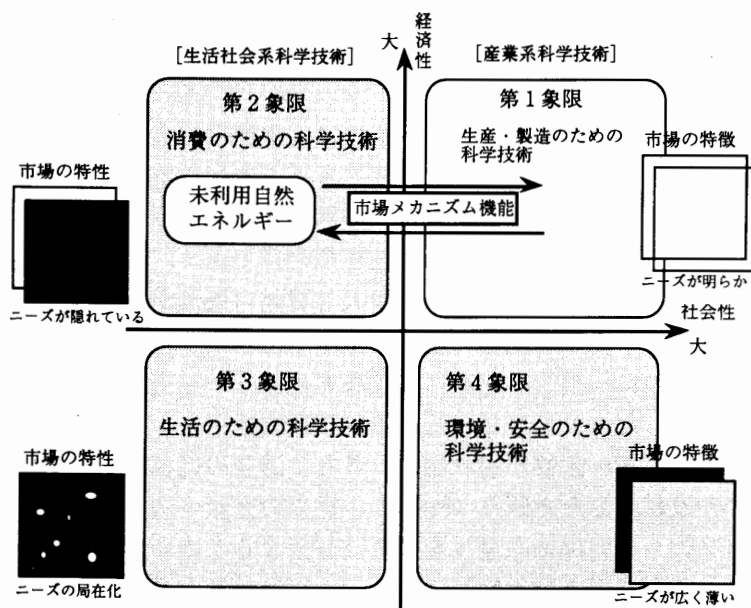 経済性
大
[生活社会系科学技術]
[産業系科学技術]
第２象限
消費のための科学技術
未利用自然
エネルギー
第１象限
生産・製造のための
科学技術
市場メカニズム機能
市場の特性
ニーズが隠れている
市場の特徴
ニーズが明らか
社会性
大
第３象限
生活のための科学技術
第４象限
環境・安全のための
科学技術
市場の特性
ニーズの局在化
市場の特徴
ニーズが広く薄い